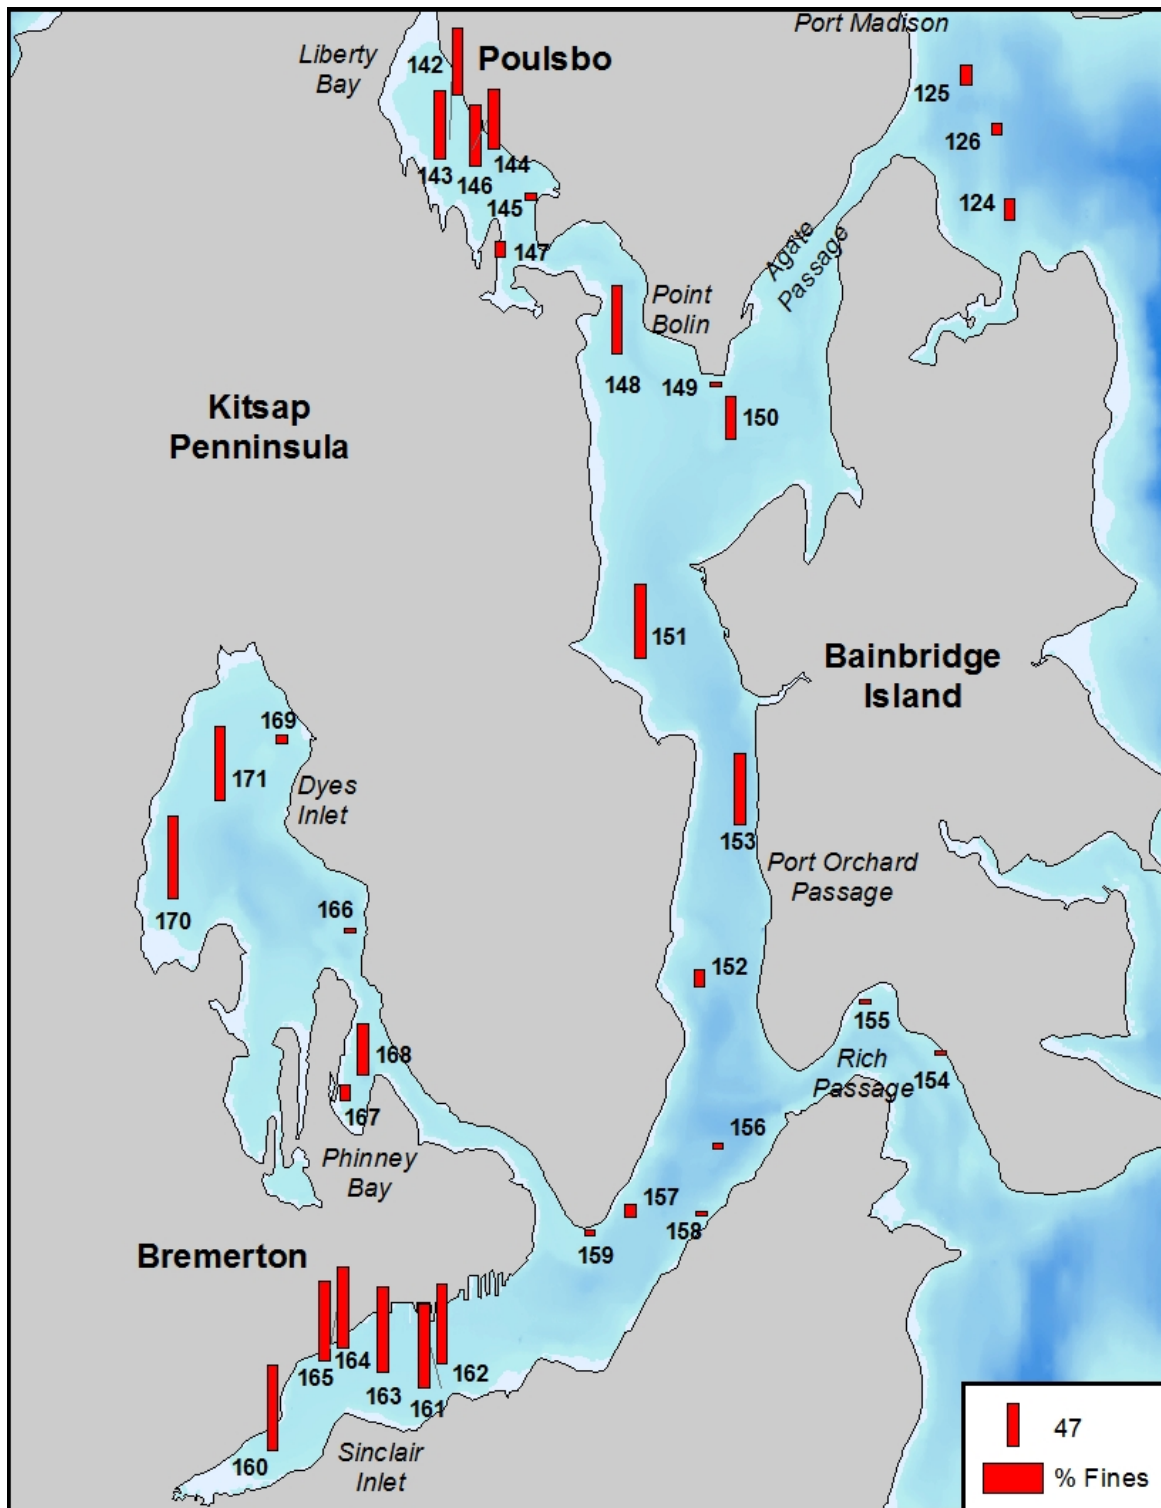 Port Madison
Liberty
Bay
142
Poulsbo
125
126
143
146
144
145
124
147
Agate
Passage
Point
Bolin
148
149
150
Kitsap
Penninsula
151
Bainbridge
Island
169
171
Dyes
Inlet
153
Port Orchard
Passage
170
166
152
155
168
Rich
Passage
154
167
156
Phinney
Bay
157
158
159
Bremerton
165
164
163
161
162
160
Sinclair
Inlet
47
% Fines